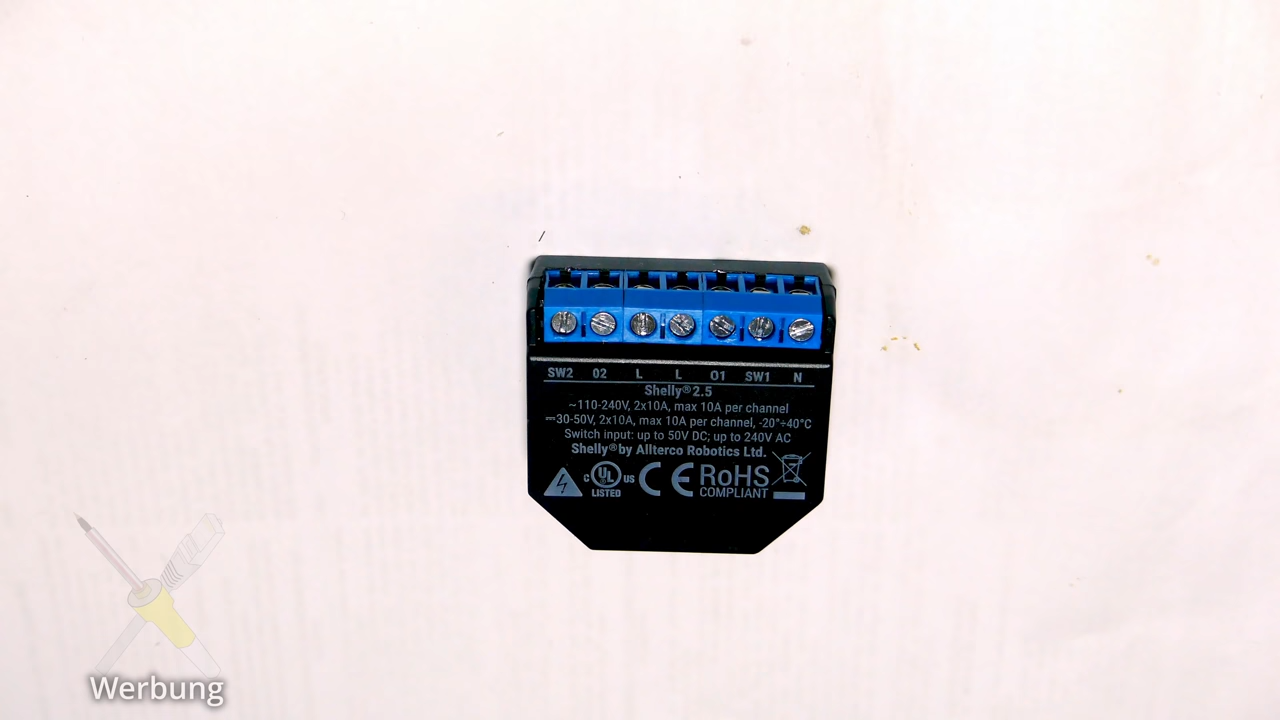 SW2 02 L L O1 SW1 N
Shelly® 2.5
~110-240V, 2x10A, max 10A per channel
⎓30-50V, 2x10A, max 10A per channel, -20°÷40°C
Switch input: up to 50V DC; up to 240V AC
Shelly® by Allterco Robotics Ltd.
C UL US CE RoHS
LISTED COMPLIANT
Werbung